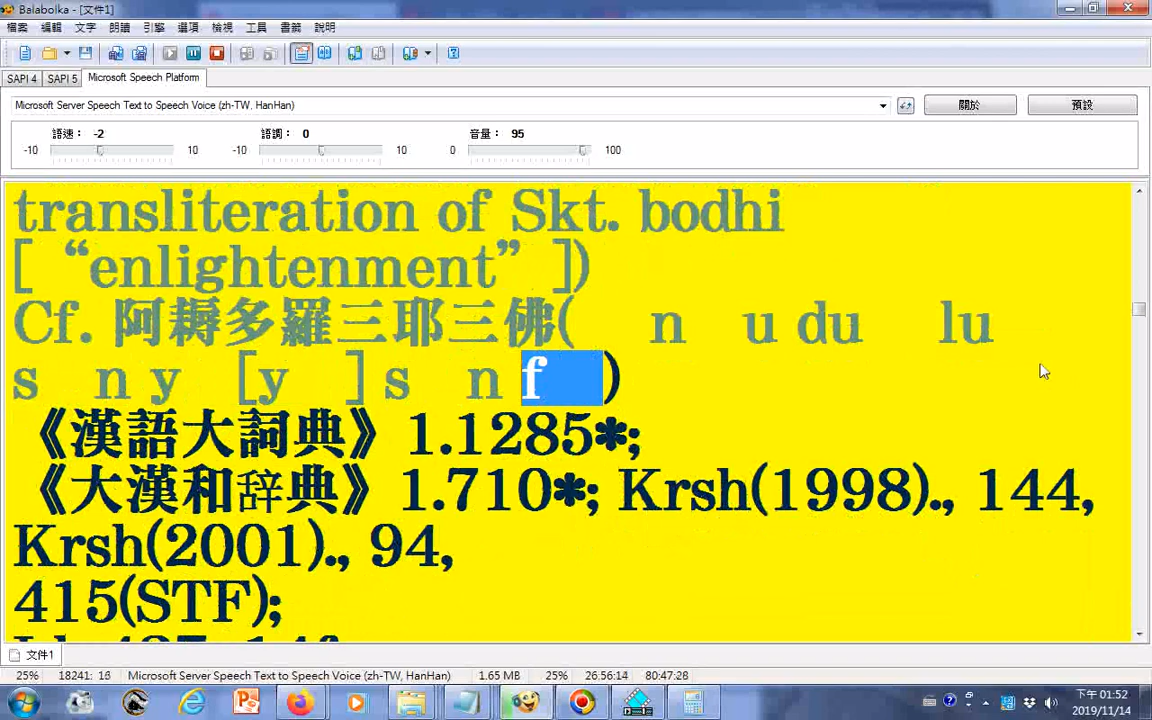 Balabolka - [文件1]
檔案 編輯 文字 朗讀 引擎 選項 檢視 工具 書籤 說明
SAPI 4 SAPI 5 Microsoft Speech Platform
Microsoft Server Speech Text to Speech Voice (zh-TW, HanHan) 關於 預設
語速： -2 語調： 0 音量： 95
-10 10 -10 10 0 100
transliteration of Skt. bodhi
[ “enlightenment” ])
Cf. 阿耨多羅三耶三佛( n u du lu
s n y [y ] s n f )
《漢語大詞典》 1.1285*;
《大漢和辞典》 1.710*; Krsh(1998)., 144,
Krsh(2001)., 94,
415(STF);
文件1
25% 18241: 16 Microsoft Server Speech Text to Speech Voice (zh-TW, HanHan) 1.65 MB 25% 26:56:14 80:47:28
下午 01:52
2019/11/14